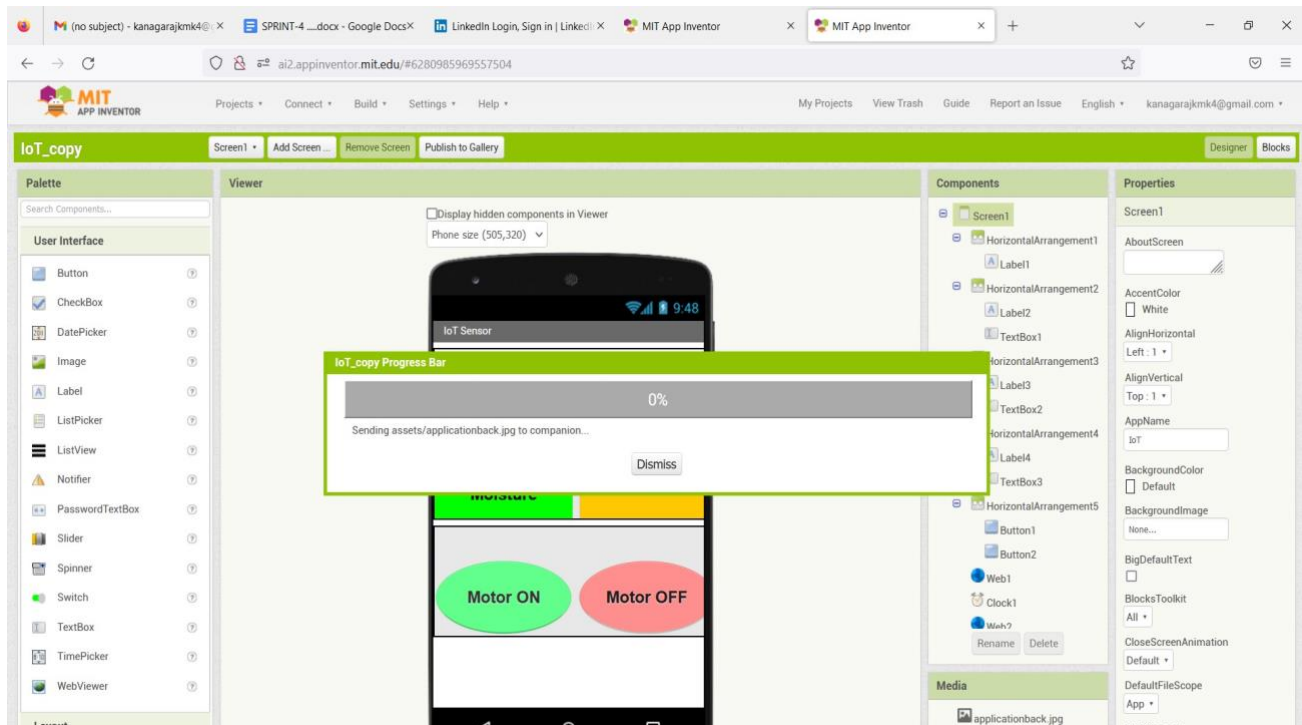 (no subject) - kanagarajkmk4@
SPRINT-4 __.docx - Google Docs
LinkedIn Login, Sign in | Linked
MIT App Inventor
MIT App Inventor
ai2.appinventor.mit.edu/#6280985969557504
MIT
APP INVENTOR
Projects
Connect
Build
Settings
Help
My Projects
View Trash
Guide
Report an Issue
English
kanagarajkmk4@gmail.com
IoT_copy
Screen1
Add Screen ...
Remove Screen
Publish to Gallery
Designer
Blocks
Palette
Search Components...
User Interface
Button
CheckBox
DatePicker
Image
Label
ListPicker
ListView
Notifier
PasswordTextBox
Slider
Spinner
Switch
TextBox
TimePicker
WebViewer
Viewer
Display hidden components in Viewer
Phone size (505,320)
9:48
IoT Sensor
IoT_copy Progress Bar
0%
Sending assets/applicationback.jpg to companion...
Dismiss
Moisture
Motor ON
Motor OFF
Components
Screen1
HorizontalArrangement1
Label1
HorizontalArrangement2
Label2
TextBox1
HorizontalArrangement3
Label3
TextBox2
HorizontalArrangement4
Label4
TextBox3
HorizontalArrangement5
Button1
Button2
Web1
Clock1
Web2
Rename
Delete
Media
applicationback.jpg
Properties
Screen1
AboutScreen
AccentColor
White
AlignHorizontal
Left : 1
AlignVertical
Top : 1
AppName
IoT
BackgroundColor
Default
BackgroundImage
None...
BigDefaultText
BlocksToolkit
All
CloseScreenAnimation
Default
DefaultFileScope
App